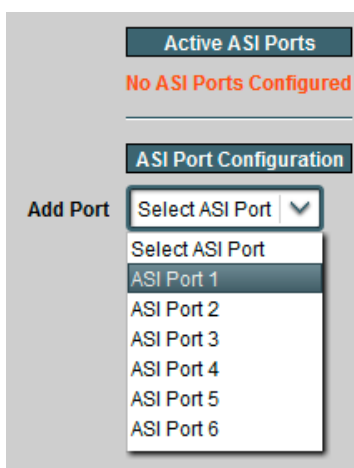 Active ASI Ports
No ASI Ports Configured
ASI Port Configuration
Add Port Select ASI Port
Select ASI Port
ASI Port 1
ASI Port 2
ASI Port 3
ASI Port 4
ASI Port 5
ASI Port 6